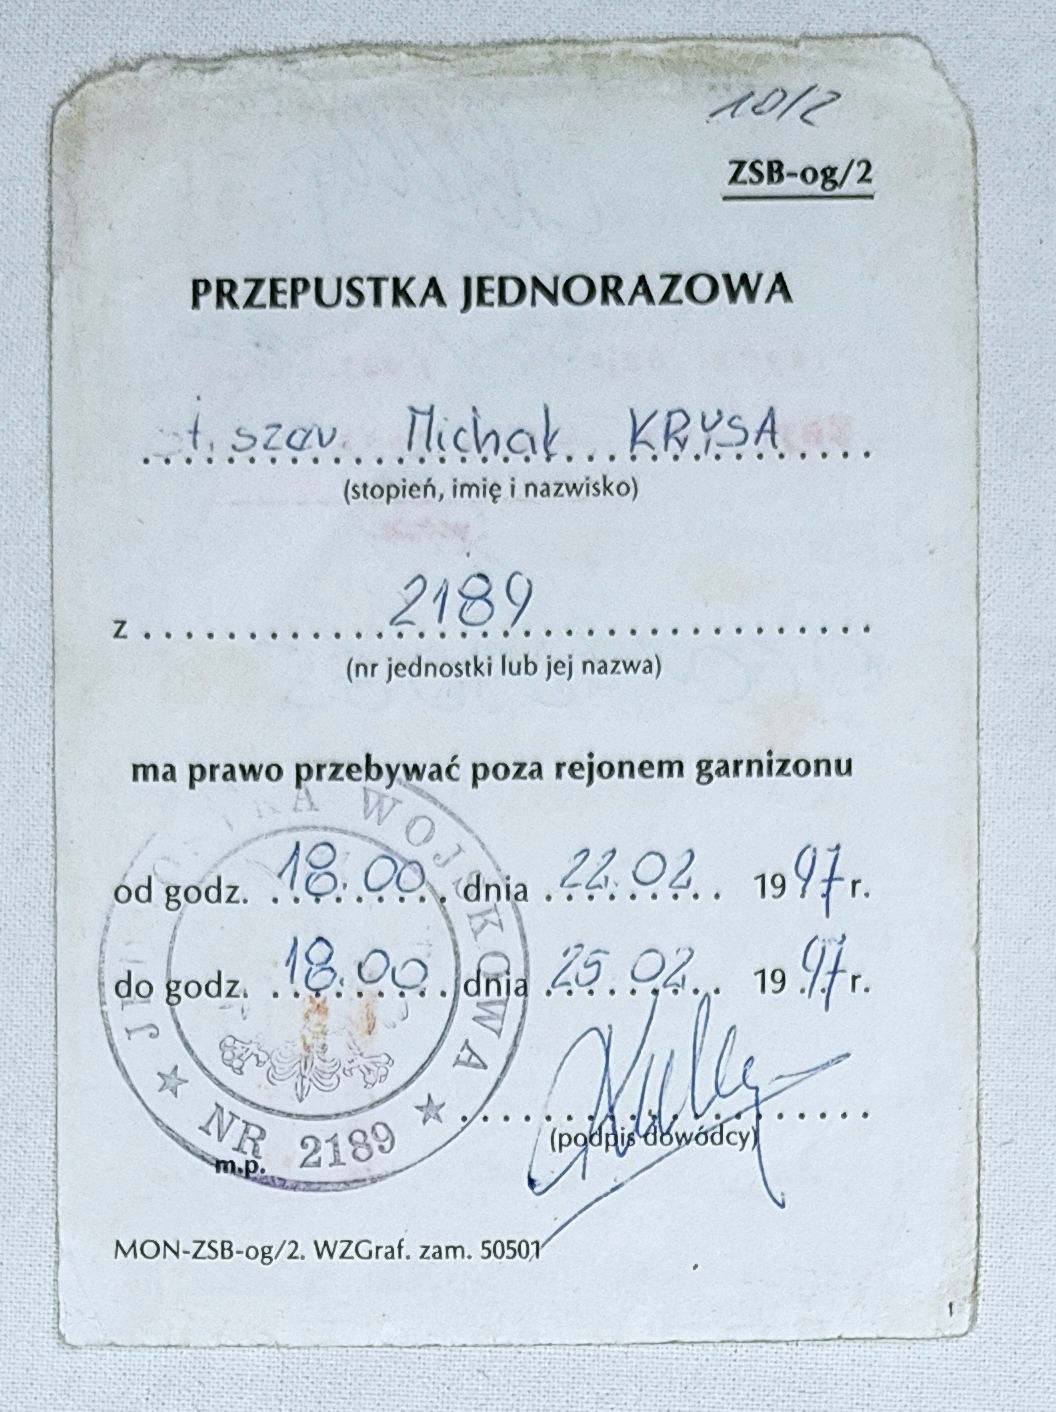 10/2
ZSB-og/2
PRZEPUSTKA JEDNORAZOWA
st. szer. Michał KRYSA
(stopień, imię i nazwisko)
z 2189
(nr jednostki lub jej nazwa)
ma prawo przebywać poza rejonem garnizonu
od godz. 18.00 dnia 22.02 1997 r.
do godz. 18.00 dnia 25.02 1997 r.
(podpis dowódcy)
JEDNOSTKA WOJSKOWA
NR 2189
m.p.
MON-ZSB-og/2. WZGraf. zam. 50501